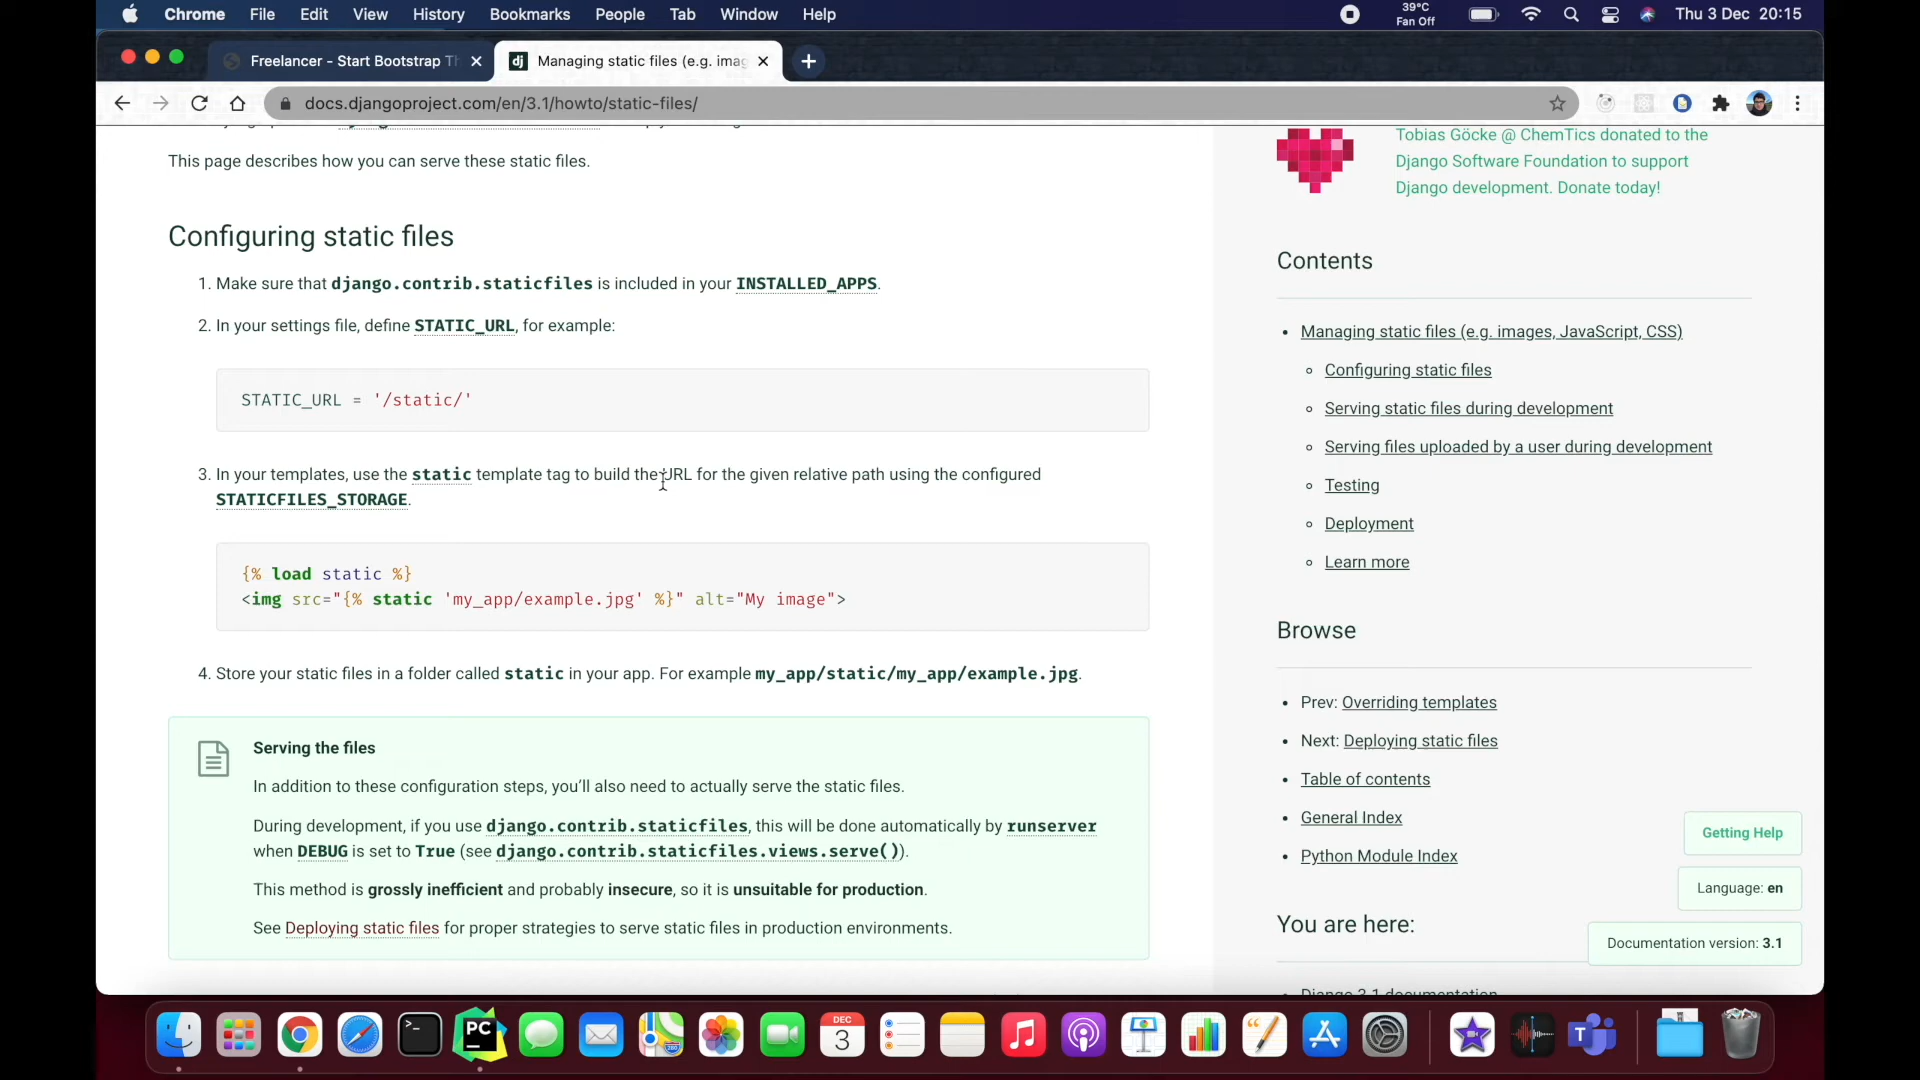 Chrome File Edit View History Bookmarks People Tab Window Help 39°C Fan Off Thu 3 Dec 20:15
Freelancer - Start Bootstrap Th
Managing static files (e.g. imag
docs.djangoproject.com/en/3.1/howto/static-files/
This page describes how you can serve these static files.
Configuring static files
1. Make sure that django.contrib.staticfiles is included in your INSTALLED_APPS.
2. In your settings file, define STATIC_URL, for example:
STATIC_URL = '/static/'
3. In your templates, use the static template tag to build the URL for the given relative path using the configured
STATICFILES_STORAGE.
{% load static %}
<img src="{% static 'my_app/example.jpg' %}" alt="My image">
4. Store your static files in a folder called static in your app. For example my_app/static/my_app/example.jpg.
Serving the files
In addition to these configuration steps, you'll also need to actually serve the static files.
During development, if you use django.contrib.staticfiles, this will be done automatically by runserver
when DEBUG is set to True (see django.contrib.staticfiles.views.serve()).
This method is grossly inefficient and probably insecure, so it is unsuitable for production.
See Deploying static files for proper strategies to serve static files in production environments.
Tobias Göcke @ ChemTics donated to the
Django Software Foundation to support
Django development. Donate today!
Contents
Managing static files (e.g. images, JavaScript, CSS)
Configuring static files
Serving static files during development
Serving files uploaded by a user during development
Testing
Deployment
Learn more
Browse
Prev: Overriding templates
Next: Deploying static files
Table of contents
General Index
Python Module Index
You are here:
Django 3.1 documentation
Getting Help
Language: en
Documentation version: 3.1
PC
DEC
3